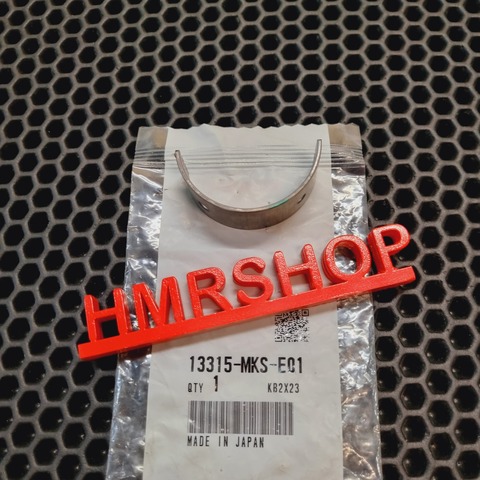 HMRSHOP
13315-MKS-E01
QTY 1 KB2X23
MADE IN JAPAN